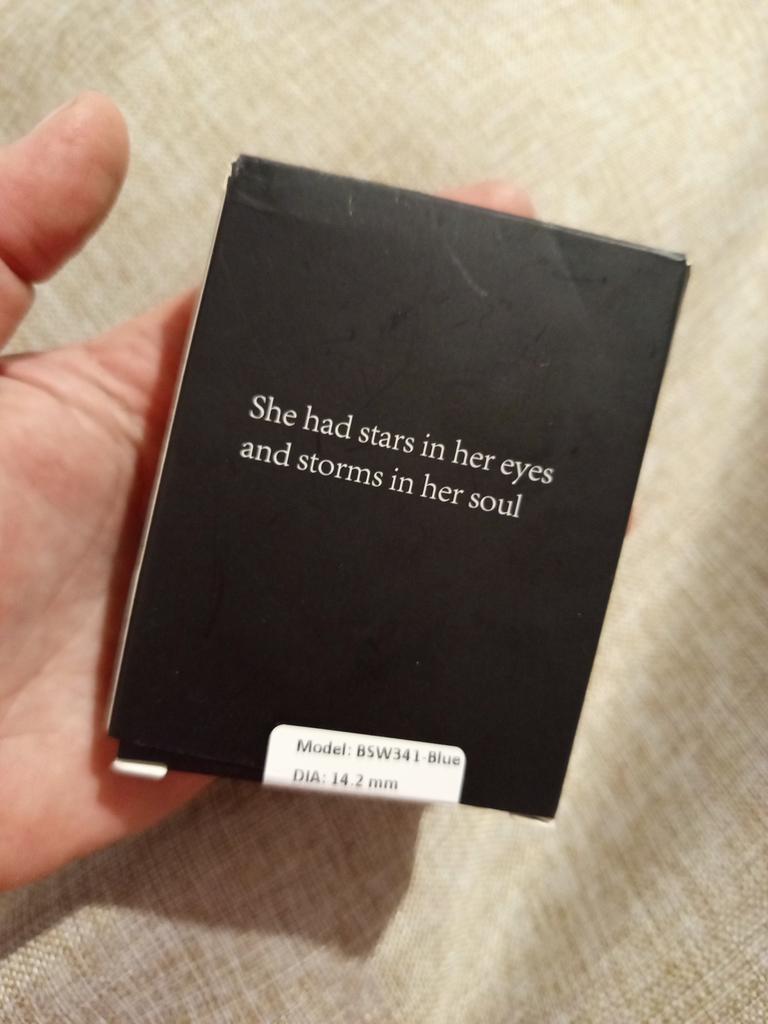 She had stars in her eyes
and storms in her soul
Model: BSW341-Blue
DIA: 14.2 mm